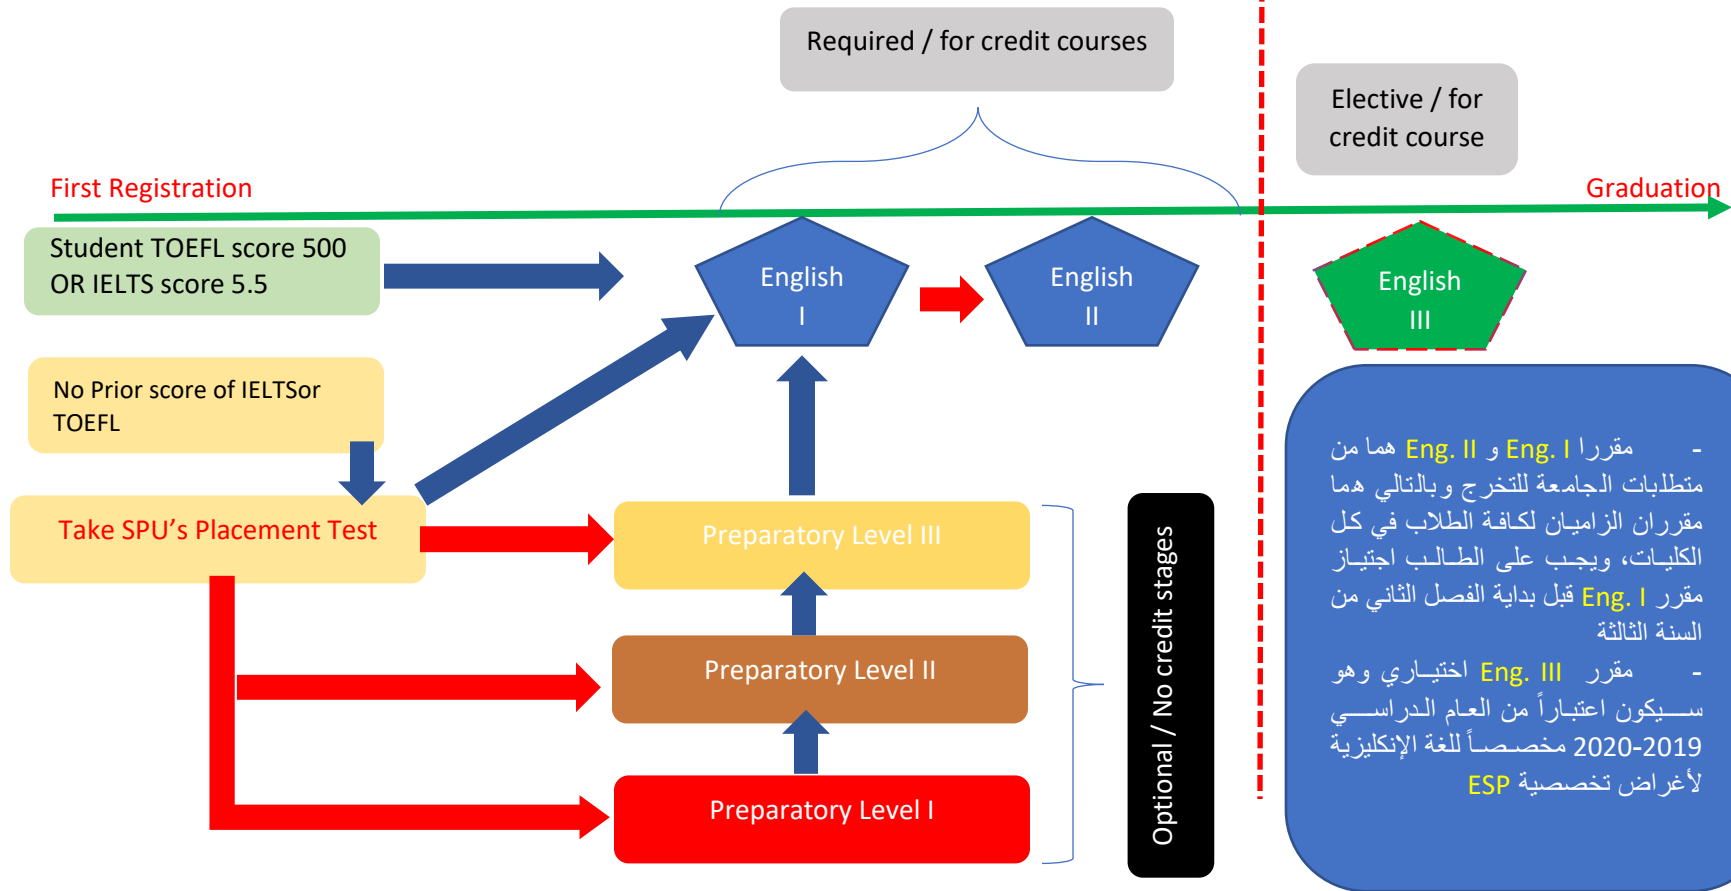 Required / for credit courses
Elective / for
credit course
First Registration
Graduation
Student TOEFL score 500
OR IELTS score 5.5
English
I
English
II
English
III
No Prior score of IELTSor
TOEFL
Take SPU’s Placement Test
Preparatory Level III
Preparatory Level II
Preparatory Level I
Optional / No credit stages
- مقررا Eng. I و Eng. II هما من
متطلبات الجامعة للتخرج وبالتالي هما
مقرران الزاميان لكافة الطلاب في كل
الكليات، ويجب على الطالب اجتياز
مقرر Eng. I قبل بداية الفصل الثاني من
السنة الثالثة
- مقرر Eng. III اختياري وهو
سيكون اعتباراً من العام الدراسي
2019-2020 مخصصاً للغة الإنكليزية
لأغراض تخصصية ESP